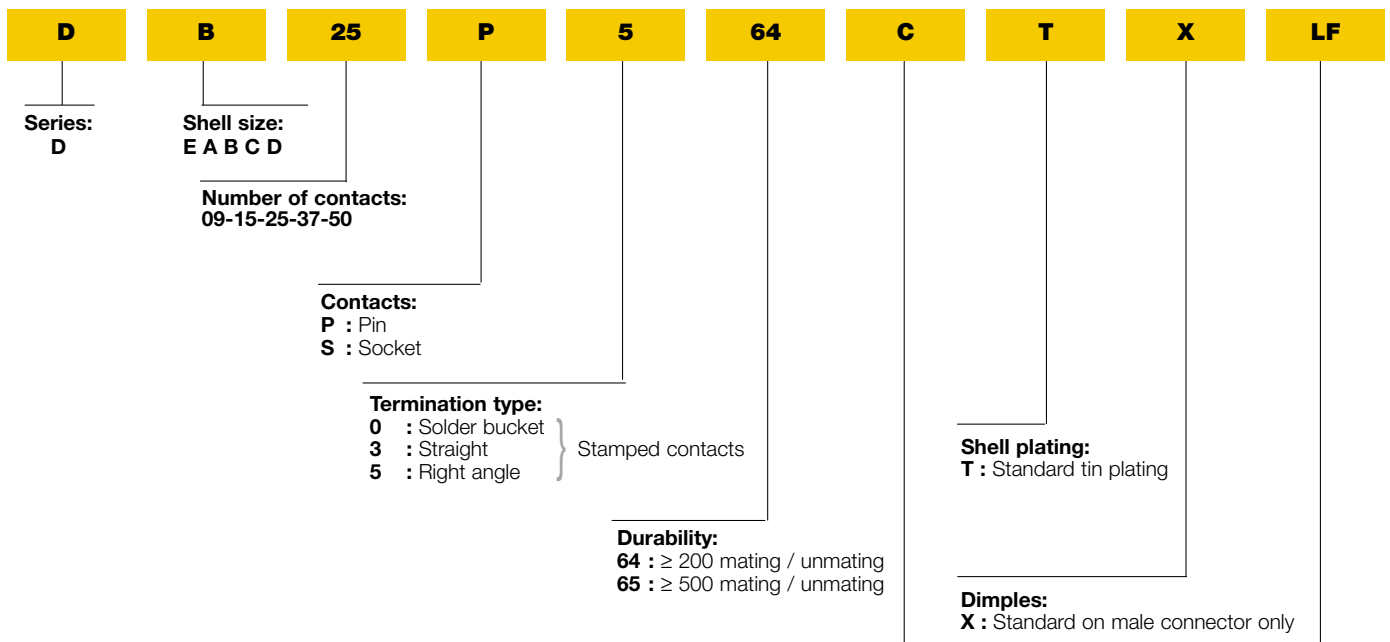 D B 25 P 5 64 C T X LF
Series:
D
Shell size:
E A B C D
Number of contacts:
09-15-25-37-50
Contacts:
P : Pin
S : Socket
Termination type:
0 : Solder bucket
3 : Straight
5 : Right angle
Stamped contacts
Shell plating:
T : Standard tin plating
Durability:
64 : ≥ 200 mating / unmating
65 : ≥ 500 mating / unmating
Dimples:
X : Standard on male connector only